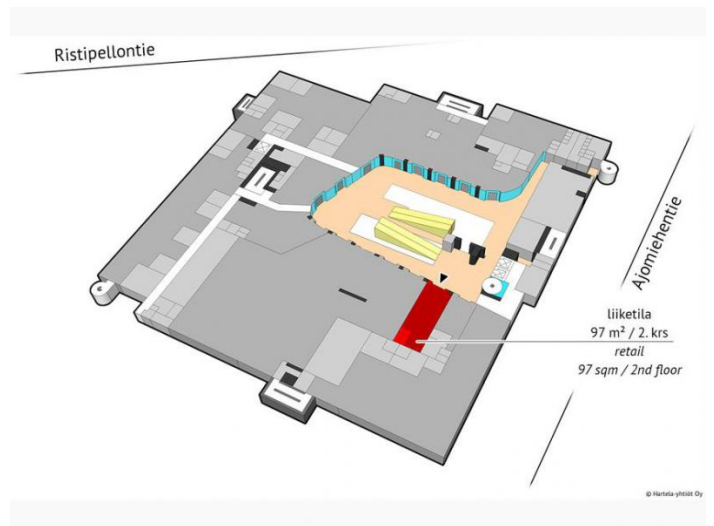 Ristipellontie
Ajomiehentie
liiketila
97 m² / 2. krs
retail
97 sqm / 2nd floor
© Hartela-yhtiöt Oy